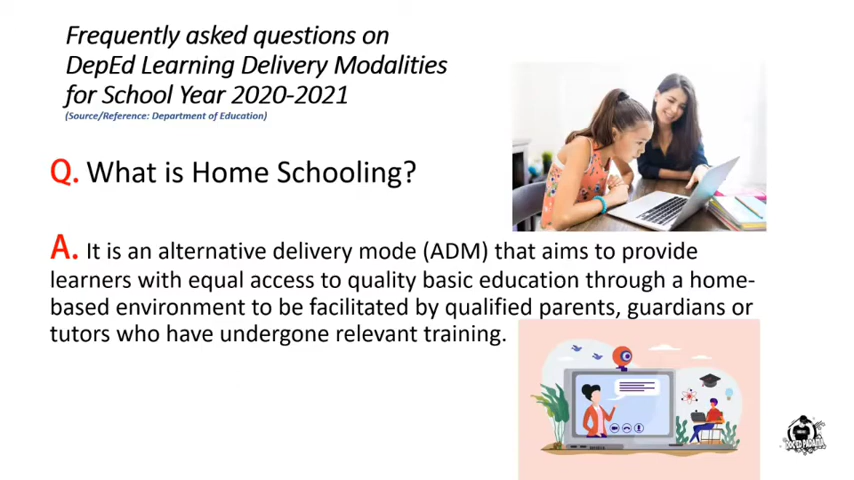 Frequently asked questions on
DepEd Learning Delivery Modalities
for School Year 2020-2021
(Source/Reference: Department of Education)
Q. What is Home Schooling?
A. It is an alternative delivery mode (ADM) that aims to provide
learners with equal access to quality basic education through a home-
based environment to be facilitated by qualified parents, guardians or
tutors who have undergone relevant training.